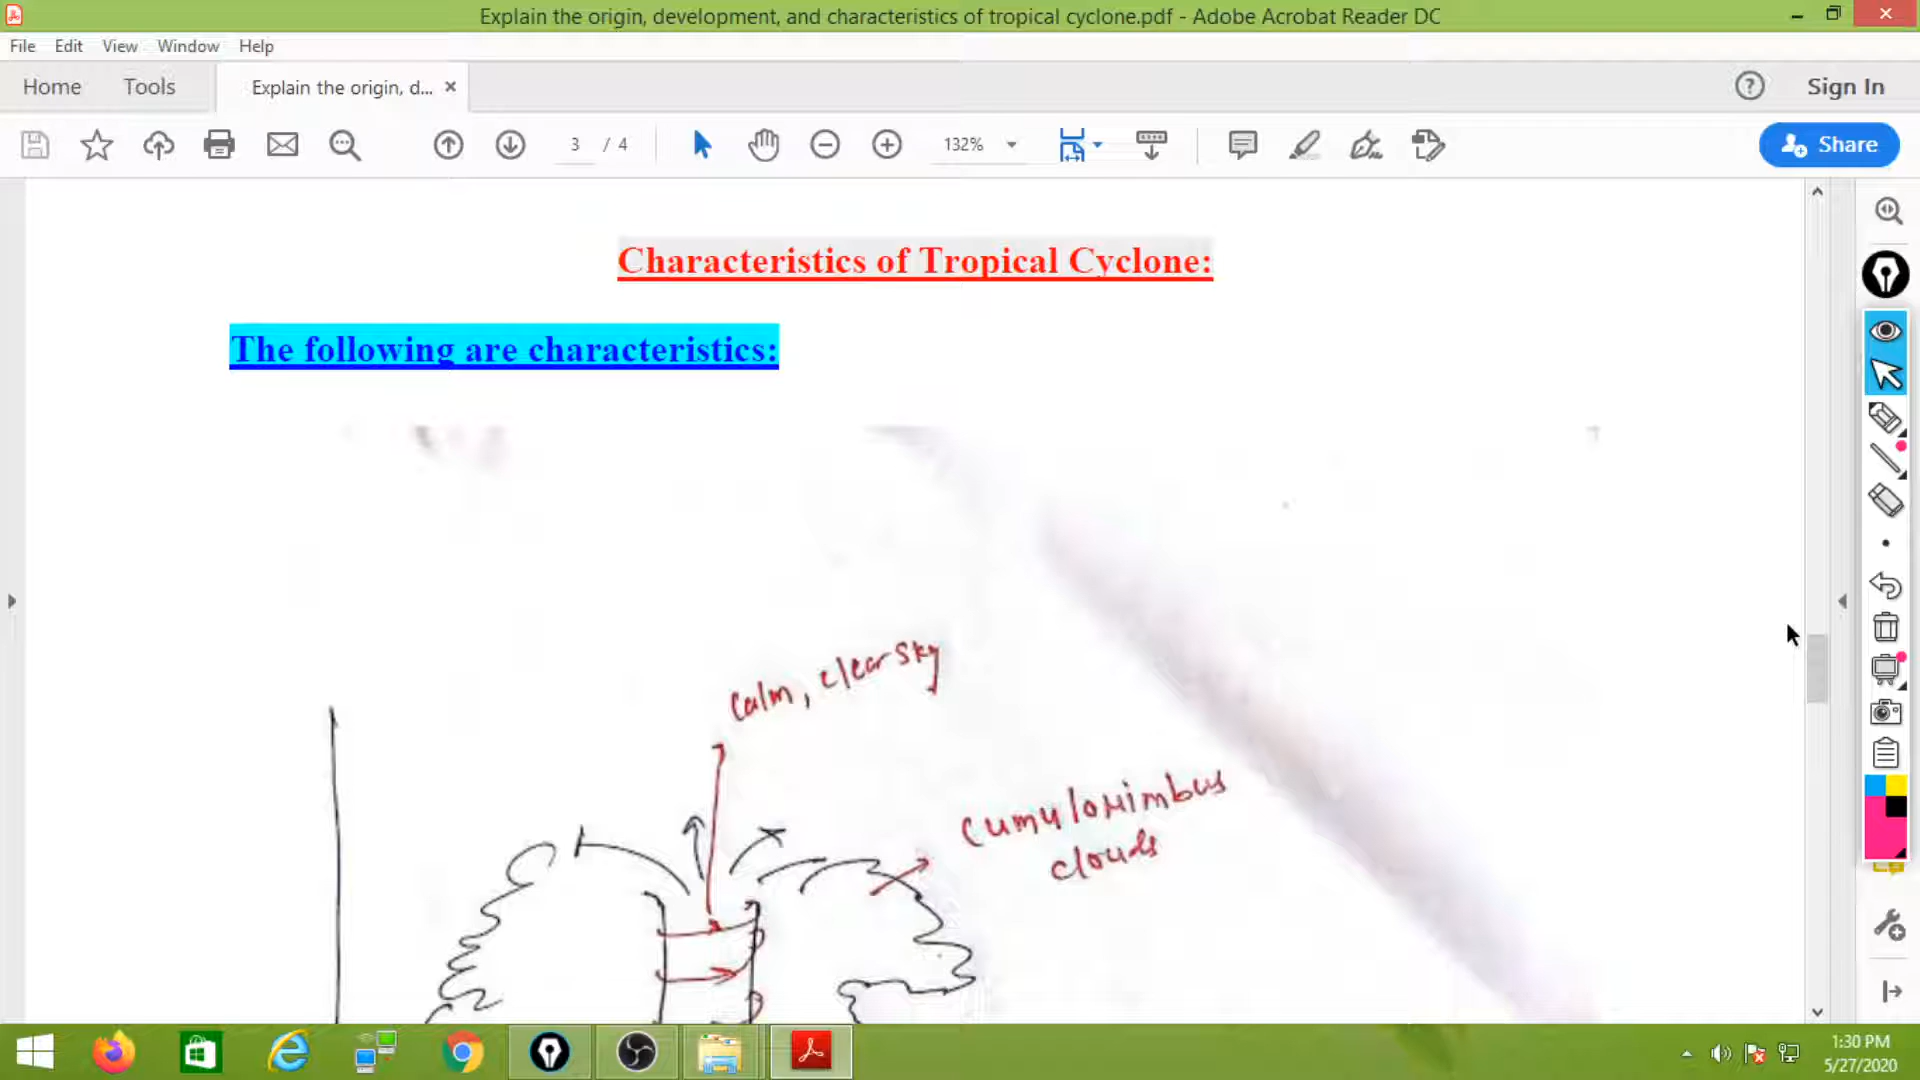 Explain the origin, development, and characteristics of tropical cyclone.pdf - Adobe Acrobat Reader DC
File Edit View Window Help
Home Tools Explain the origin, d... × Sign In
3 / 4 132% Share
Characteristics of Tropical Cyclone:
The following are characteristics:
Calm, clear sky
Cumulonimbus
clouds
1:30 PM
5/27/2020